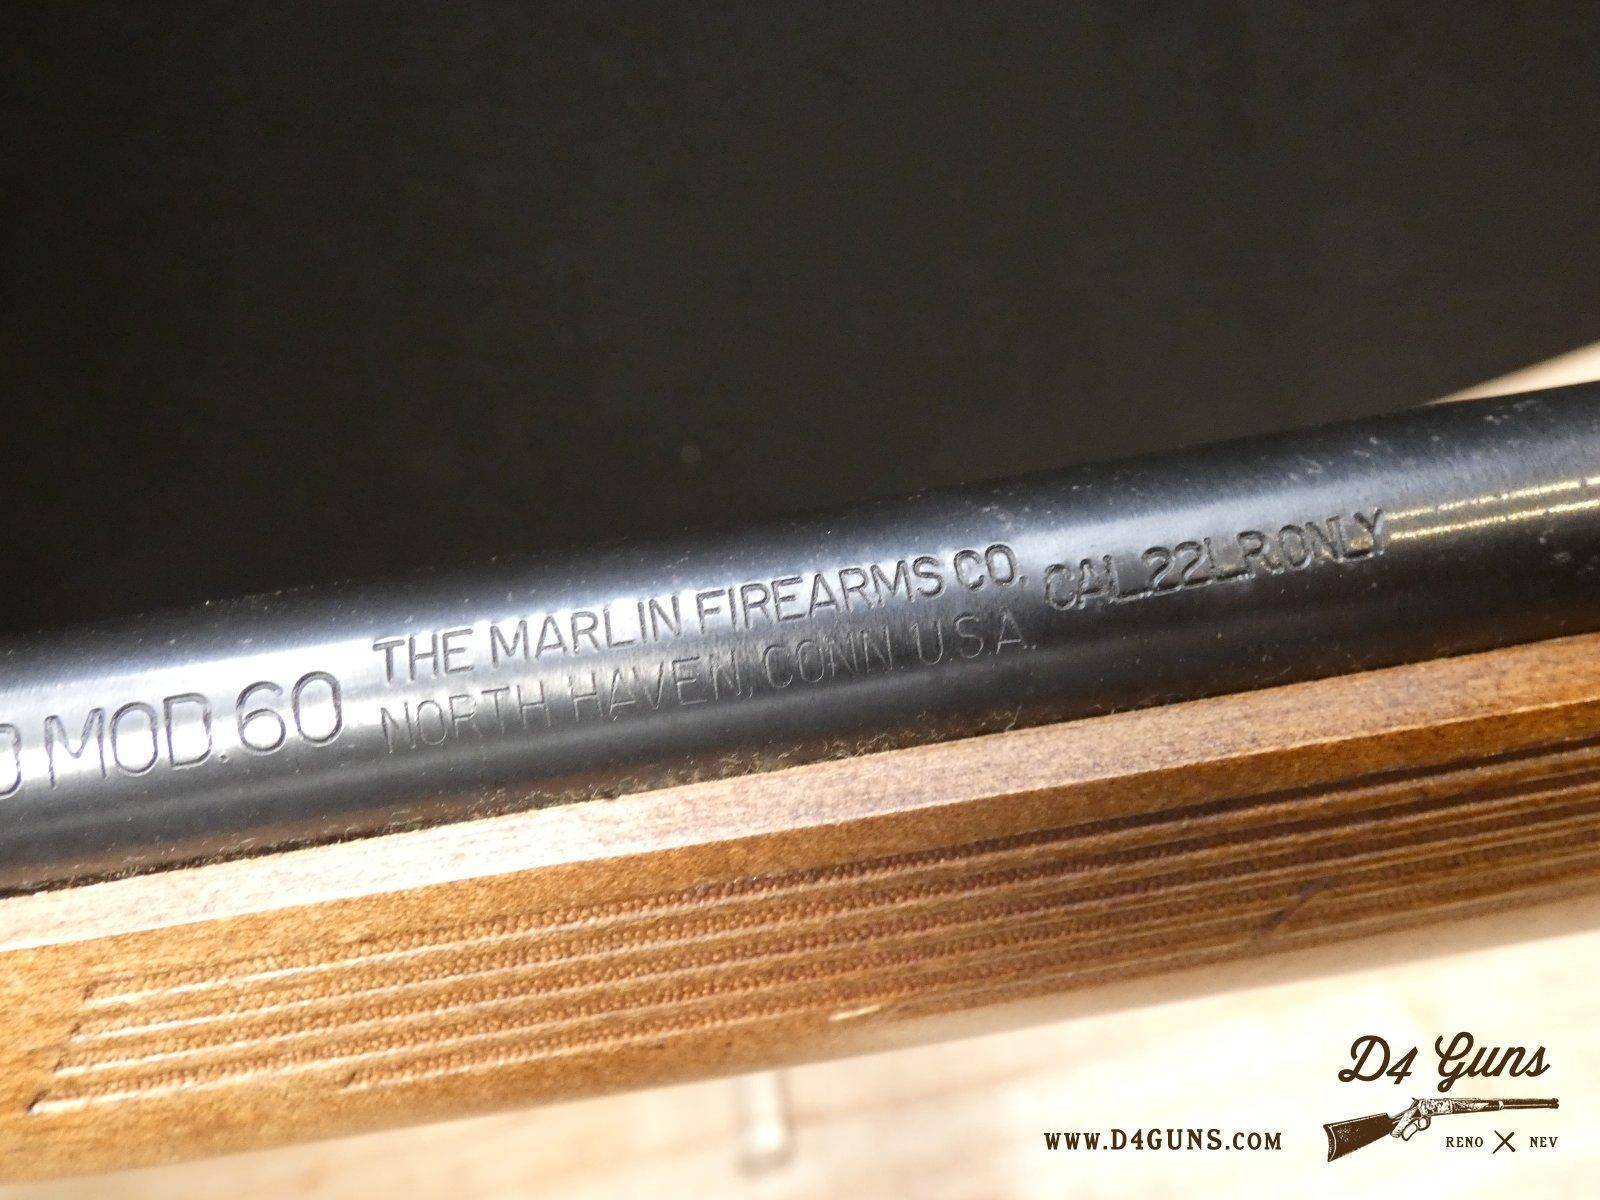 MOD.60
THE MARLIN FIREARMS CO.
NORTH HAVEN, CONN. U.S.A.
CAL.22L.R.ONLY
D4 Guns
WWW.D4GUNS.COM
RENO NEV